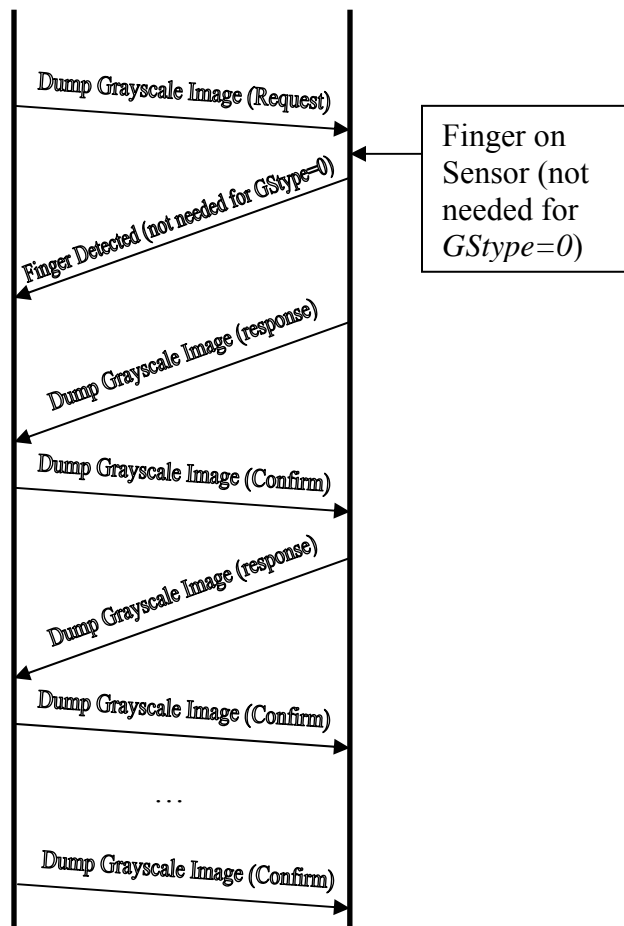 Dump Grayscale Image (Request)
Finger on
Sensor (not
needed for
GStype=0)
Finger Detected (not needed for GStype=0)
Dump Grayscale Image (response)
Dump Grayscale Image (Confirm)
Dump Grayscale Image (response)
Dump Grayscale Image (Confirm)
...
Dump Grayscale Image (Confirm)